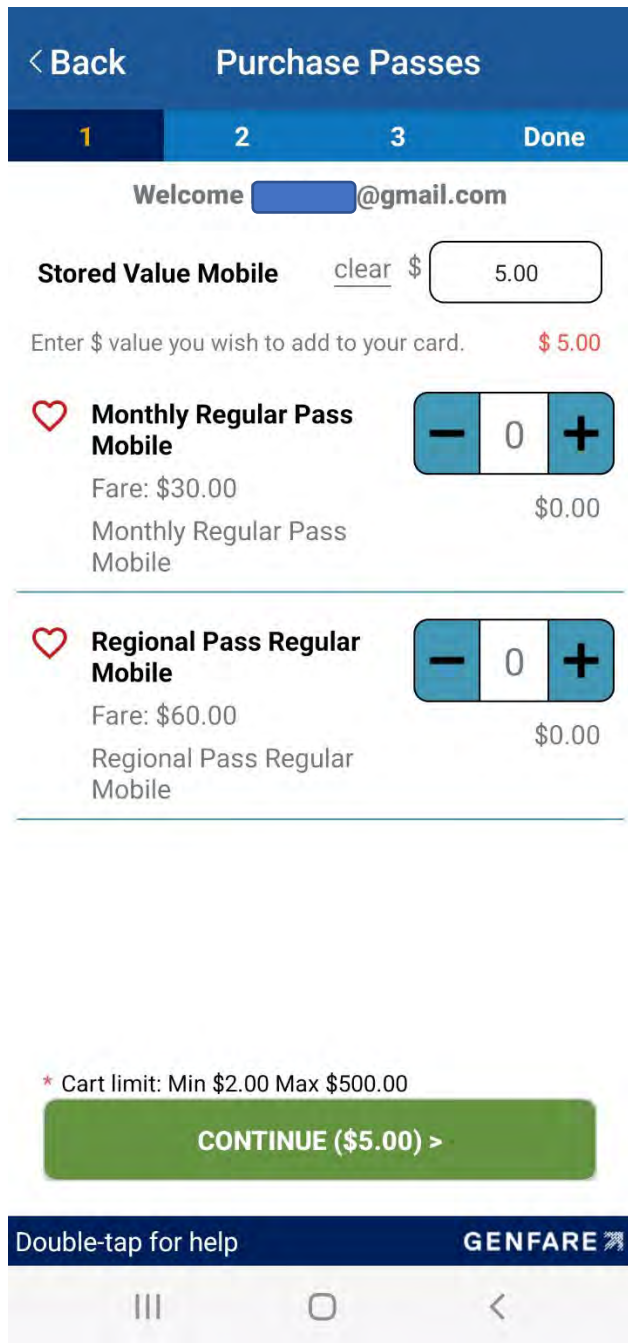 < Back Purchase Passes
1 2 3 Done
Welcome @gmail.com
Stored Value Mobile clear $ 5.00
Enter $ value you wish to add to your card. $ 5.00
Monthly Regular Pass
Mobile
− 0 +
Fare: $30.00
$0.00
Monthly Regular Pass
Mobile
Regional Pass Regular
Mobile
− 0 +
Fare: $60.00
$0.00
Regional Pass Regular
Mobile
* Cart limit: Min $2.00 Max $500.00
CONTINUE ($5.00) >
Double-tap for help GENFARE